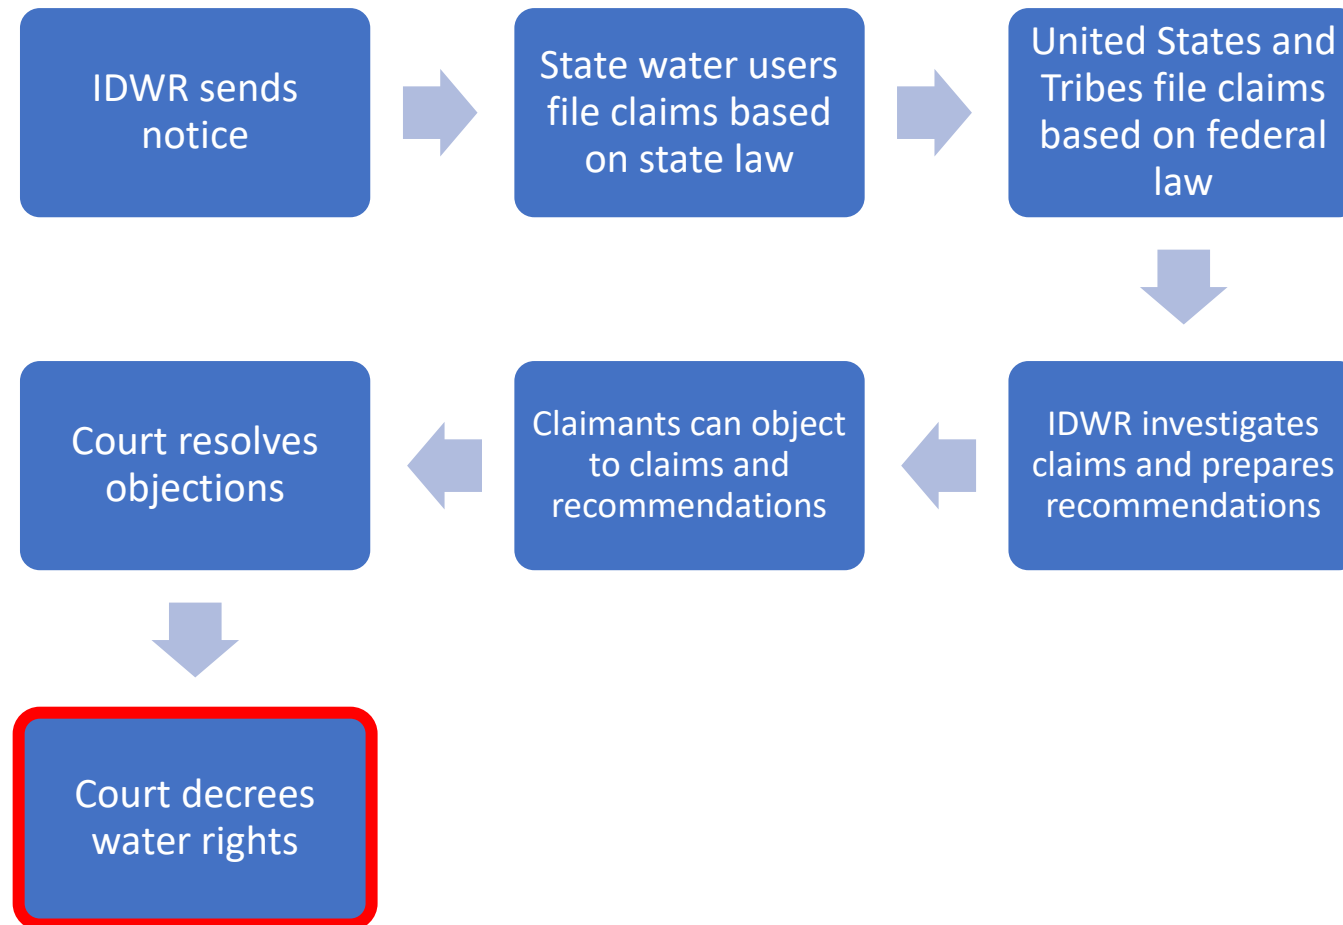 IDWR sends
notice
State water users
file claims based
on state law
United States and
Tribes file claims
based on federal
law
IDWR investigates
claims and prepares
recommendations
Claimants can object
to claims and
recommendations
Court resolves
objections
Court decrees
water rights